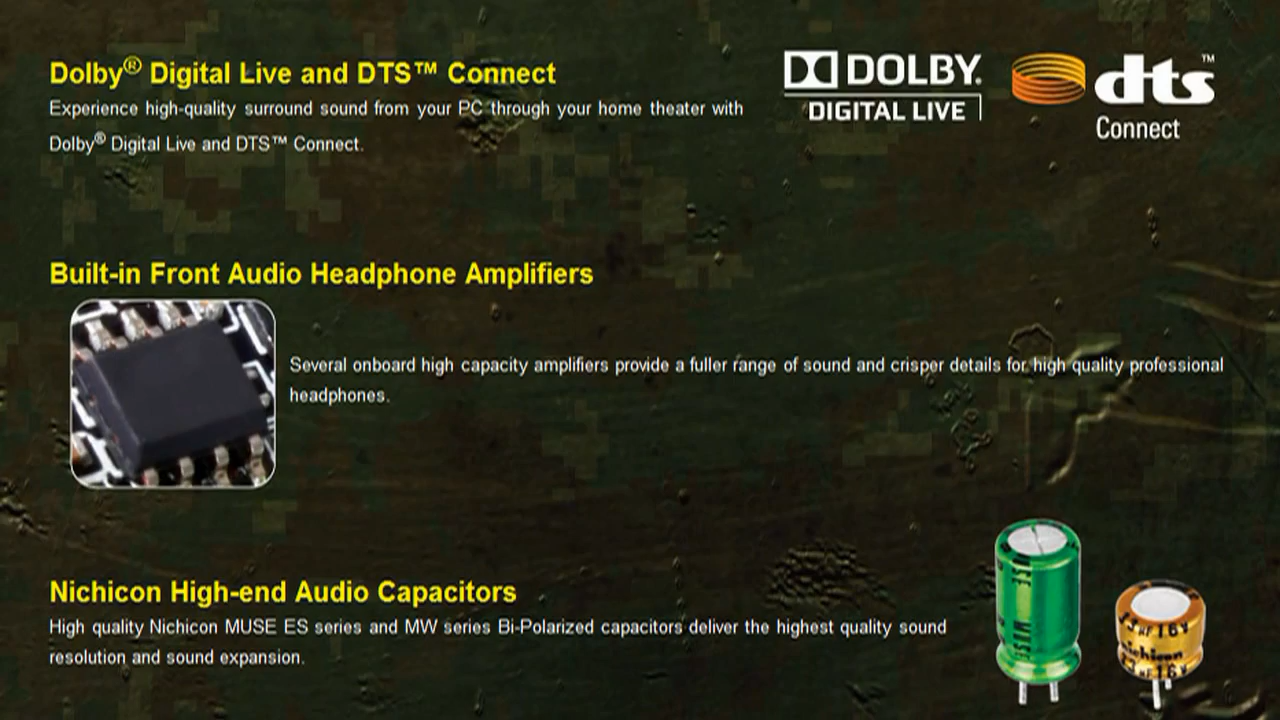 Dolby® Digital Live and DTS™ Connect
Experience high-quality surround sound from your PC through your home theater with
Dolby® Digital Live and DTS™ Connect.
DOLBY.
DIGITAL LIVE
dts™
Connect
Built-in Front Audio Headphone Amplifiers
Several onboard high capacity amplifiers provide a fuller range of sound and crisper details for high quality professional
headphones.
Nichicon High-end Audio Capacitors
High quality Nichicon MUSE ES series and MW series Bi-Polarized capacitors deliver the highest quality sound
resolution and sound expansion.
MUSE
nichicon